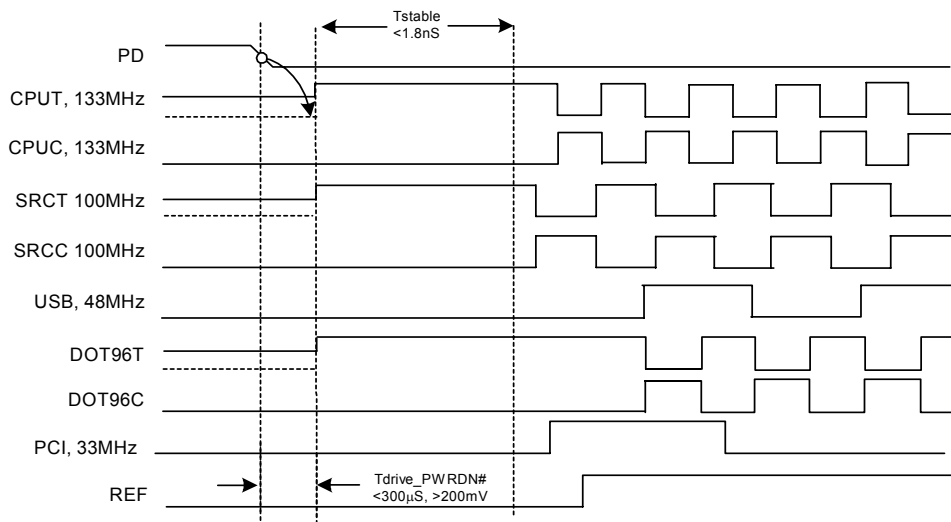 Tstable
<1.8nS
PD
CPUT, 133MHz
CPUC, 133MHz
SRCT 100MHz
SRCC 100MHz
USB, 48MHz
DOT96T
DOT96C
PCI, 33MHz
Tdrive_PWRDN#
<300µS, >200mV
REF